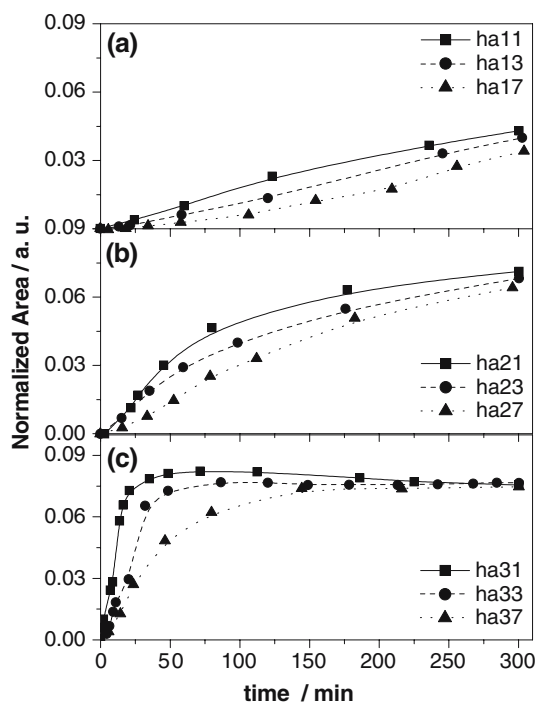 0.09
(a)
ha11
ha13
ha17
0.06
0.03
0.09
(b)
0.06
0.03
ha21
ha23
ha27
0.00
(c)
0.09
0.06
0.03
ha31
ha33
ha37
0.00
0 50 100 150 200 250 300
time / min
Normalized Area / a. u.